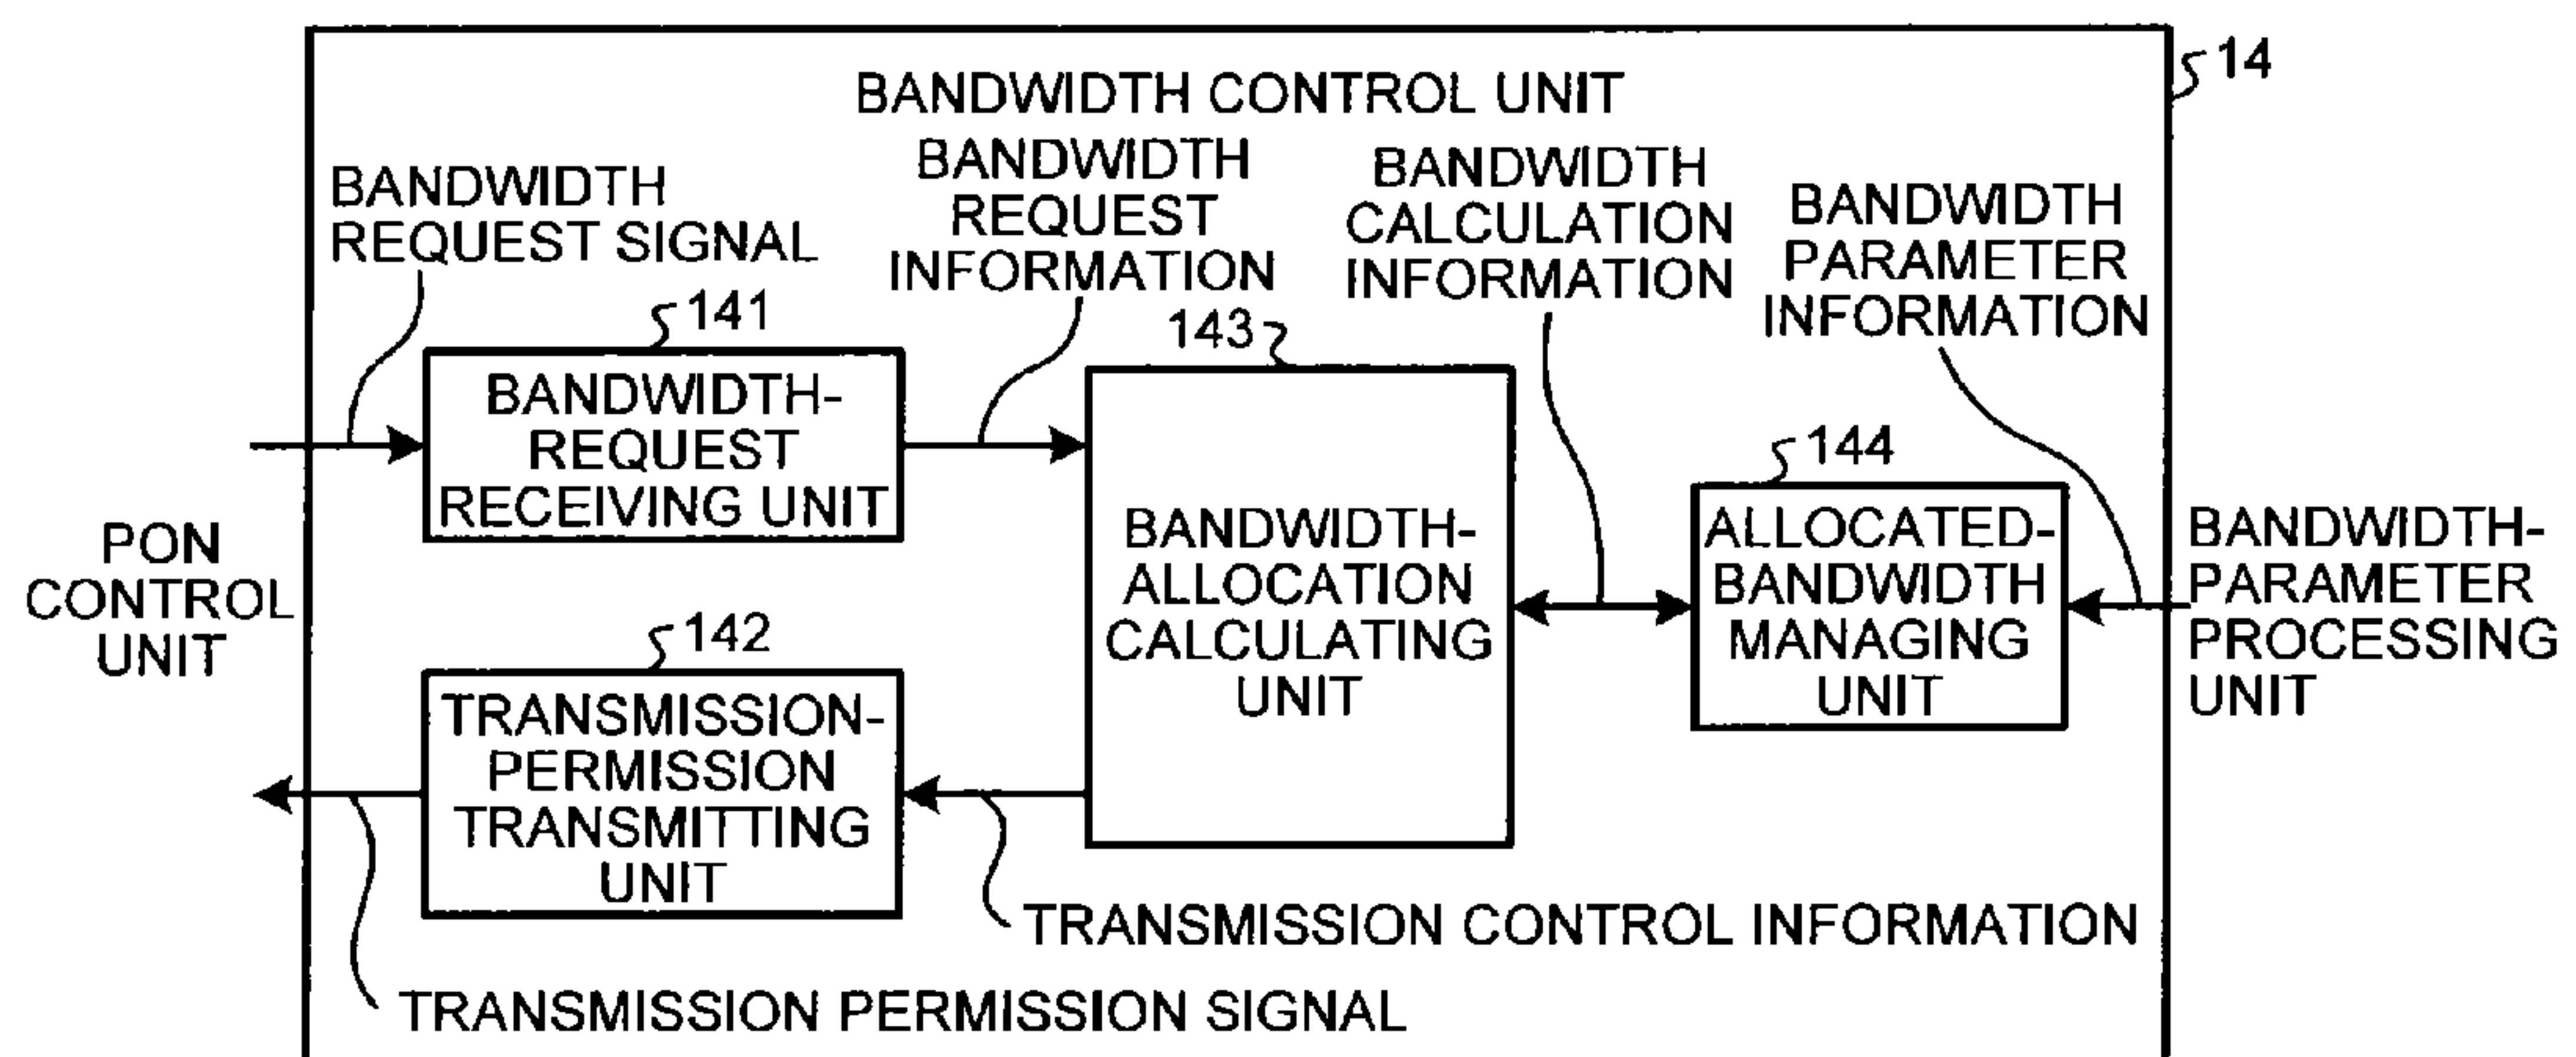 14
BANDWIDTH CONTROL UNIT
BANDWIDTH
REQUEST SIGNAL
BANDWIDTH
REQUEST
INFORMATION
BANDWIDTH
CALCULATION
INFORMATION
BANDWIDTH
PARAMETER
INFORMATION
141
BANDWIDTH-
REQUEST
RECEIVING UNIT
143
BANDWIDTH-
ALLOCATION
CALCULATING
UNIT
144
ALLOCATED-
BANDWIDTH
MANAGING
UNIT
PON
CONTROL
UNIT
BANDWIDTH-
PARAMETER
PROCESSING
UNIT
142
TRANSMISSION-
PERMISSION
TRANSMITTING
UNIT
TRANSMISSION CONTROL INFORMATION
TRANSMISSION PERMISSION SIGNAL